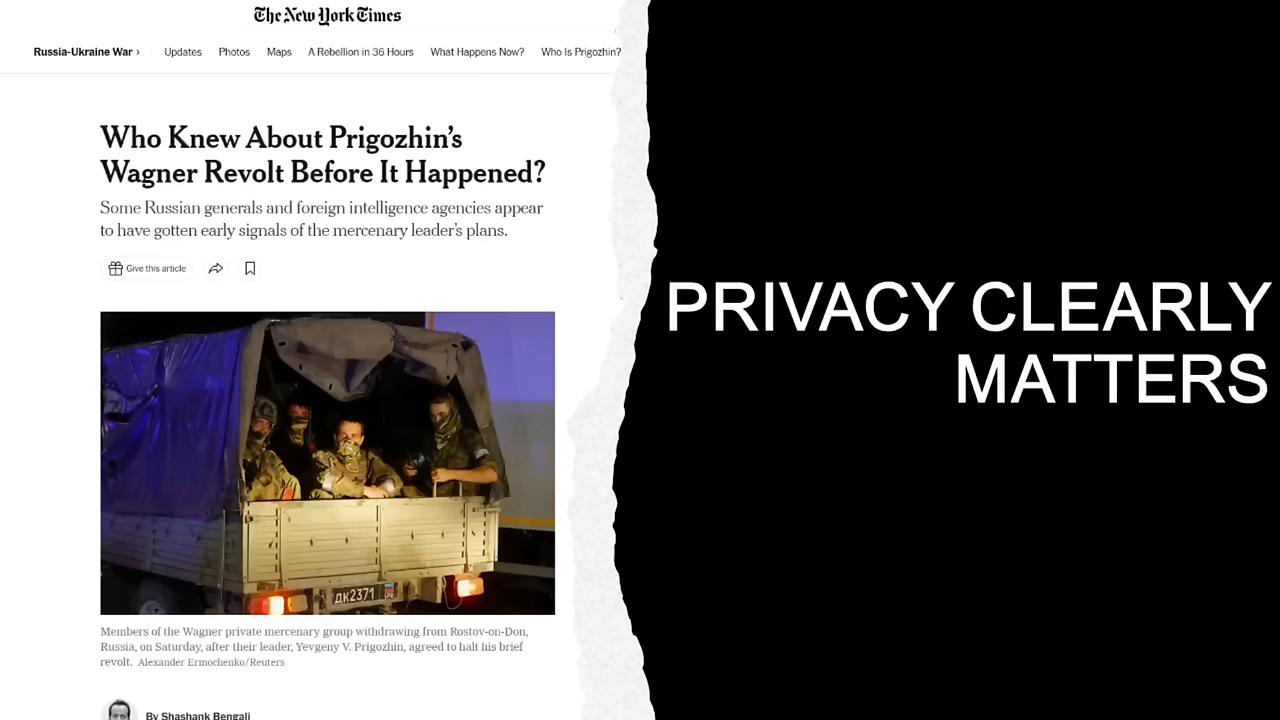 The New York Times
Russia-Ukraine War › Updates Photos Maps A Rebellion in 36 Hours What Happens Now? Who Is Prigozhin?
Who Knew About Prigozhin’s
Wagner Revolt Before It Happened?
Some Russian generals and foreign intelligence agencies appear
to have gotten early signals of the mercenary leader’s plans.
Give this article
ДК2371
Members of the Wagner private mercenary group withdrawing from Rostov-on-Don,
Russia, on Saturday, after their leader, Yevgeny V. Prigozhin, agreed to halt his brief
revolt. Alexander Ermochenko/Reuters
By Shashank Bengali
PRIVACY CLEARLY
MATTERS